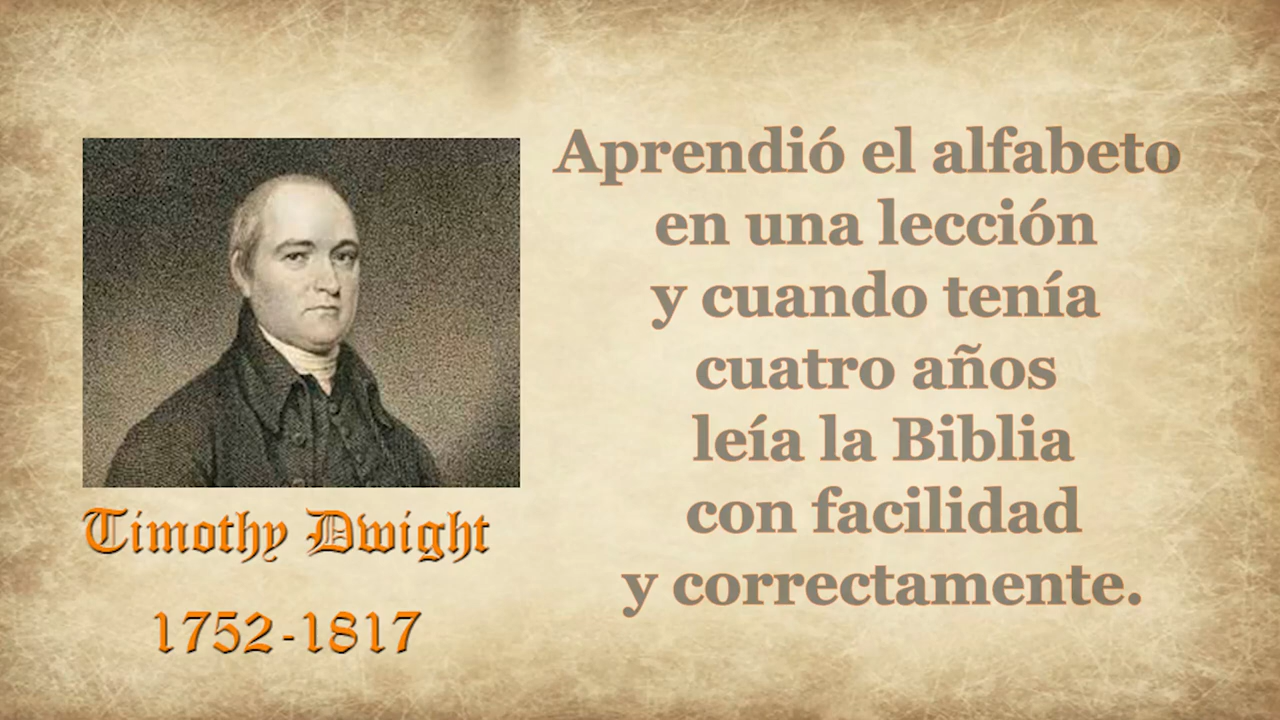 Aprendió el alfabeto
en una lección
y cuando tenía
cuatro años
leía la Biblia
con facilidad
y correctamente.
Timothy Dwight
1752-1817